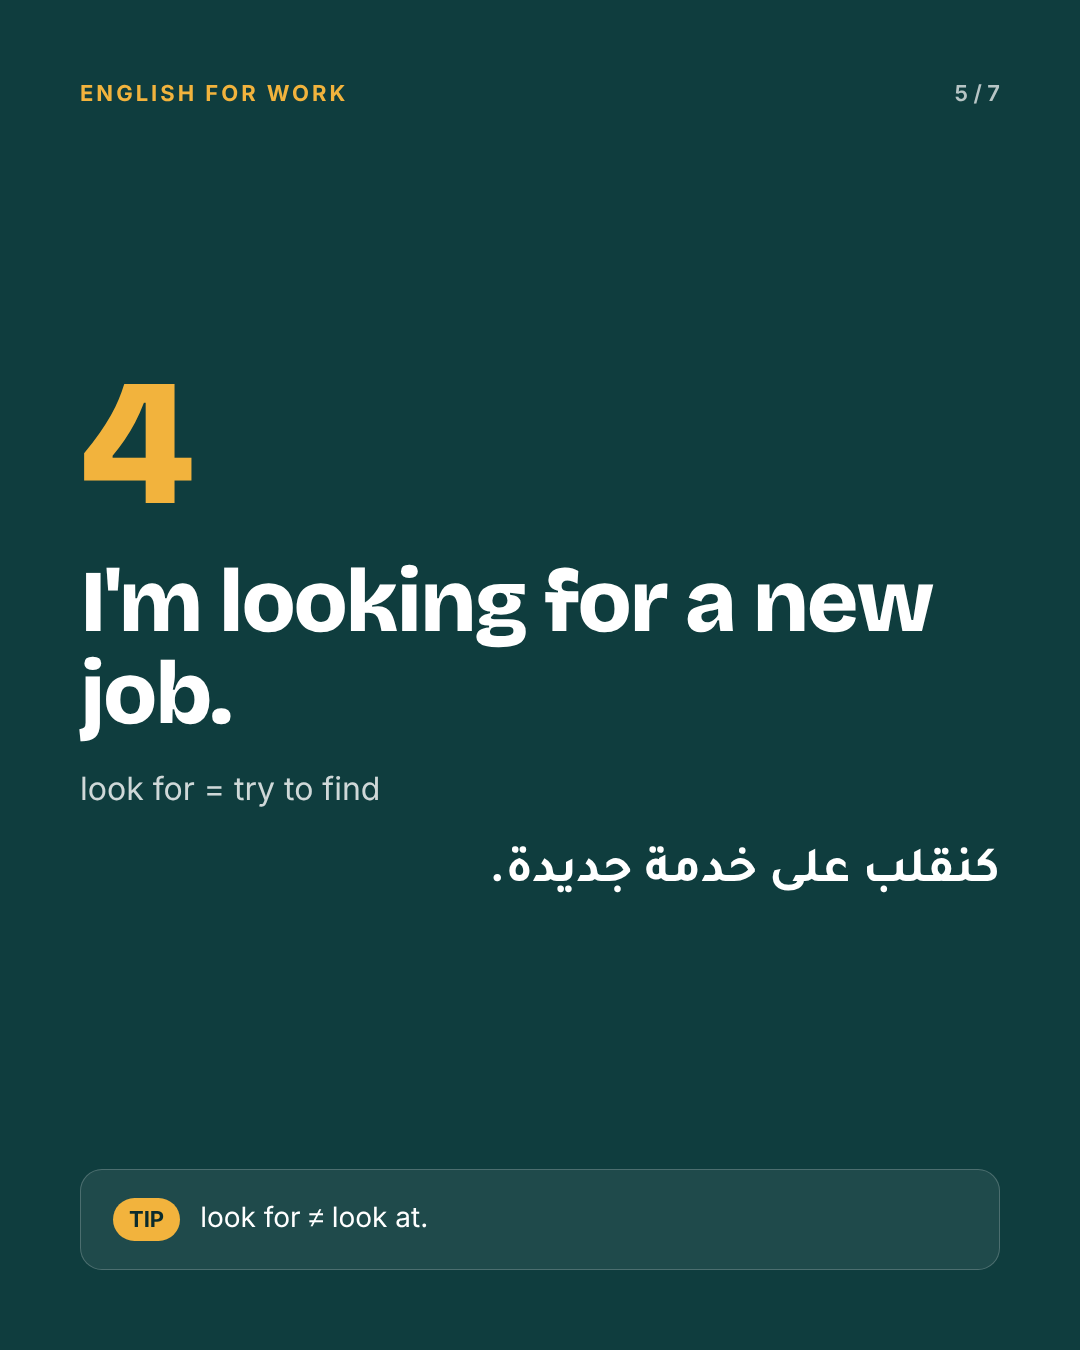 ENGLISH FOR WORK
5 / 7
4
I'm looking for a new
job.
look for = try to find
كنقلب على خدمة جديدة.
TIP
look for ≠ look at.